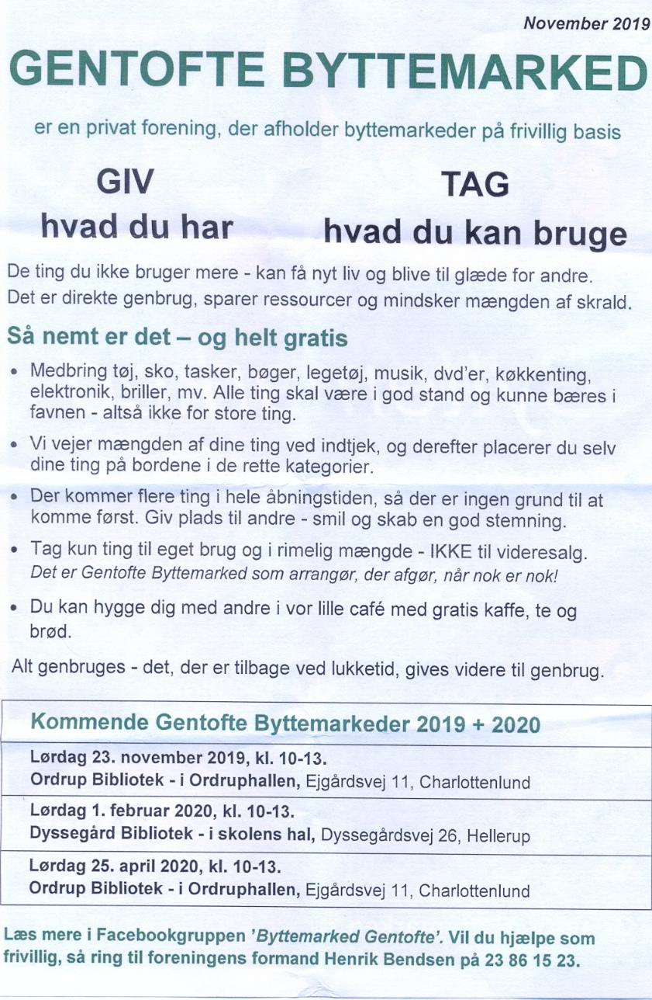 November 2019
GENTOFTE BYTTEMARKED
er en privat forening, der afholder byttemarkeder på frivillig basis
GIV TAG
hvad du har hvad du kan bruge
De ting du ikke bruger mere - kan få nyt liv og blive til glæde for andre.
Det er direkte genbrug, sparer ressourcer og mindsker mængden af skrald.
Så nemt er det – og helt gratis
• Medbring tøj, sko, tasker, bøger, legetøj, musik, dvd'er, køkkenting,
elektronik, briller, mv. Alle ting skal være i god stand og kunne bæres i
favnen - altså ikke for store ting.
• Vi vejer mængden af dine ting ved indtjek, og derefter placerer du selv
dine ting på bordene i de rette kategorier.
• Der kommer flere ting i hele åbningstiden, så der er ingen grund til at
komme først. Giv plads til andre - smil og skab en god stemning.
• Tag kun ting til eget brug og i rimelig mængde - IKKE til videresalg.
Det er Gentofte Byttemarked som arrangør, der afgør, når nok er nok!
• Du kan hygge dig med andre i vor lille café med gratis kaffe, te og
brød.
Alt genbruges - det, der er tilbage ved lukketid, gives videre til genbrug.
Kommende Gentofte Byttemarkeder 2019 + 2020
Lørdag 23. november 2019, kl. 10-13.
Ordrup Bibliotek - i Ordruphallen, Ejgårdsvej 11, Charlottenlund
Lørdag 1. februar 2020, kl. 10-13.
Dyssegård Bibliotek - i skolens hal, Dyssegårdsvej 26, Hellerup
Lørdag 25. april 2020, kl. 10-13.
Ordrup Bibliotek - i Ordruphallen, Ejgårdsvej 11, Charlottenlund
Læs mere i Facebookgruppen 'Byttemarked Gentofte'. Vil du hjælpe som
frivillig, så ring til foreningens formand Henrik Bendsen på 23 86 15 23.